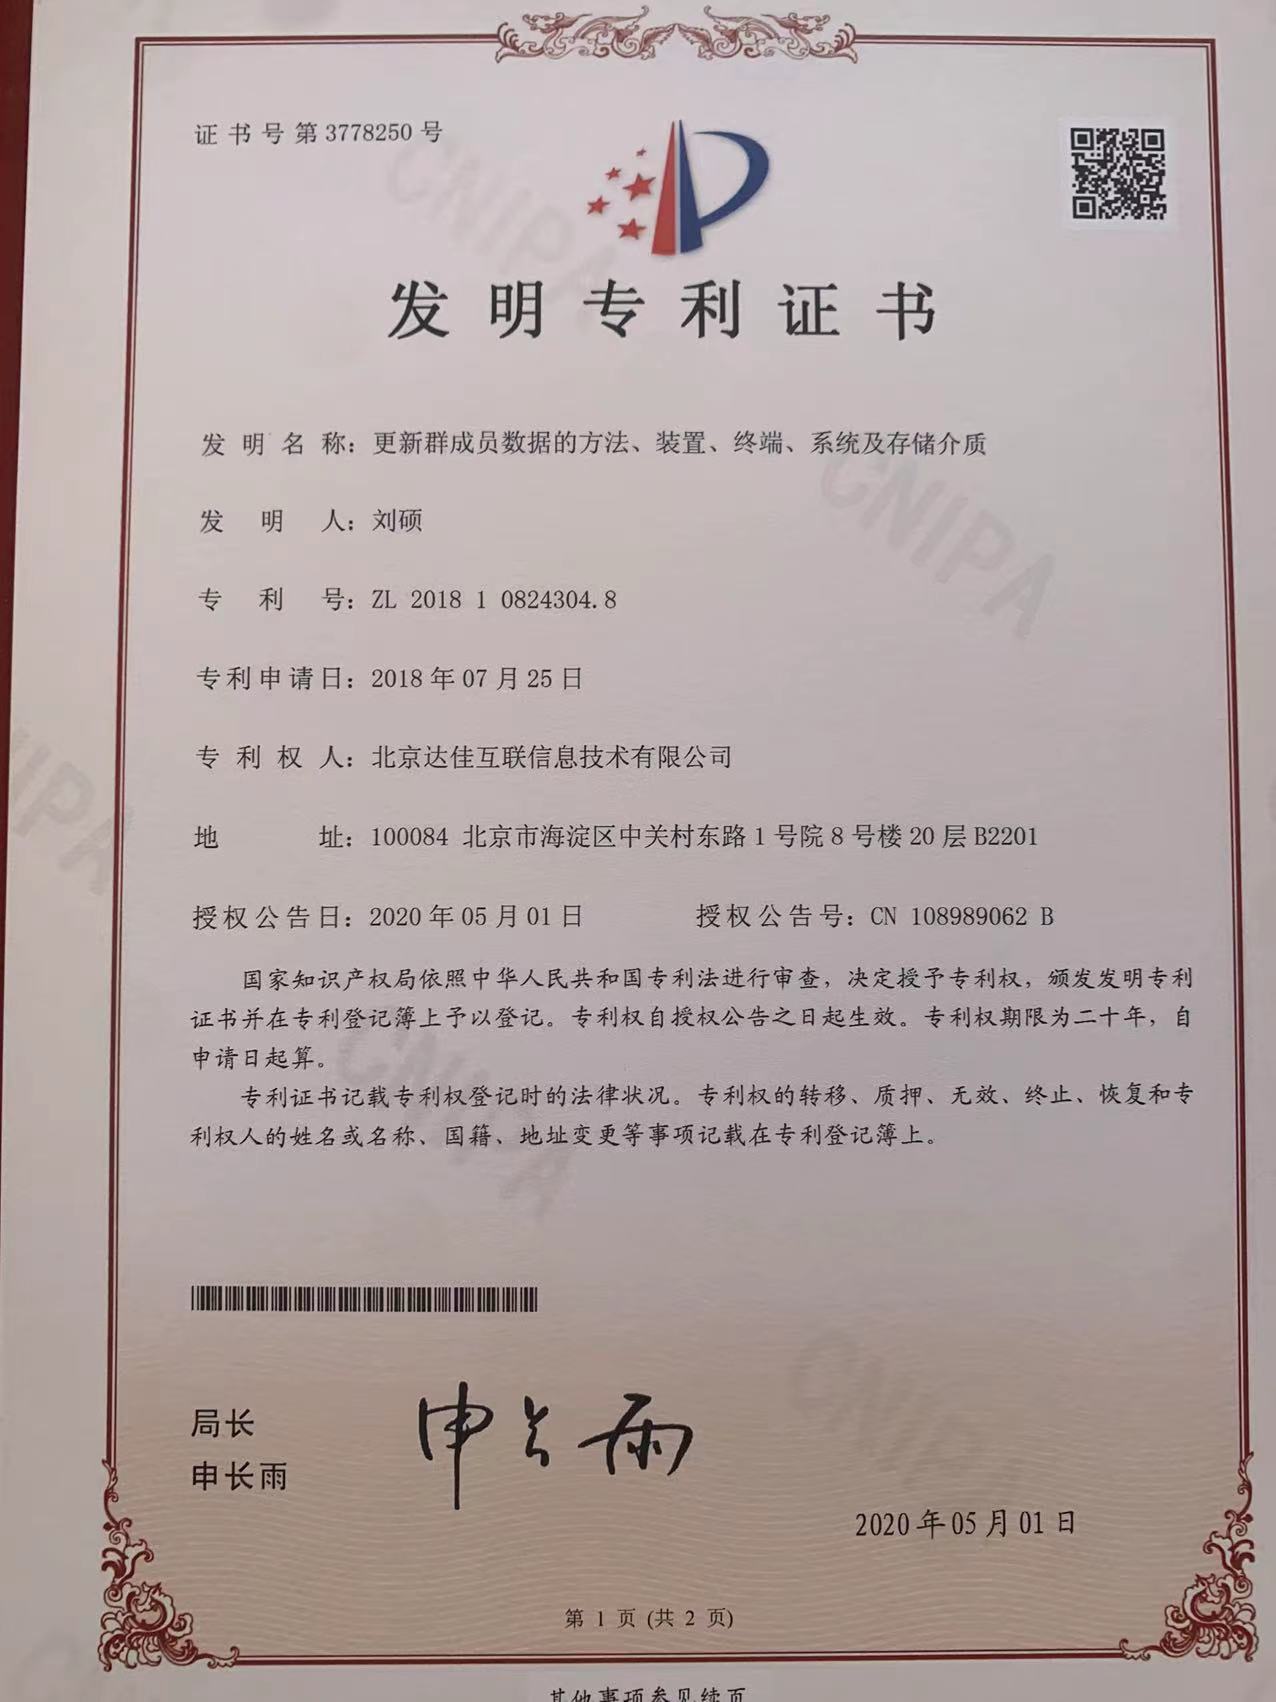 证书号第3778250号
发明专利证书
发明名称：更新群成员数据的方法、装置、终端、系统及存储介质
发明人：刘硕
专利号：ZL 2018 1 0824304.8
专利申请日：2018年07月25日
专利权人：北京达佳互联信息技术有限公司
地址：100084 北京市海淀区中关村东路1号院8号楼20层B2201
授权公告日：2020年05月01日 授权公告号：CN 108989062 B
国家知识产权局依照中华人民共和国专利法进行审查，决定授予专利权，颁发发明专利
证书并在专利登记簿上予以登记。专利权自授权公告之日起生效。专利权期限为二十年，自
申请日起算。
专利证书记载专利权登记时的法律状况。专利权的转移、质押、无效、终止、恢复和专
利权人的姓名或名称、国籍、地址变更等事项记载在专利登记簿上。
局长
申长雨
申长雨
2020年05月01日
第 1 页 (共 2 页)
其他事项参见续页
CNIPA
CNIPA
CNIPA
CNIPA
CNIPA